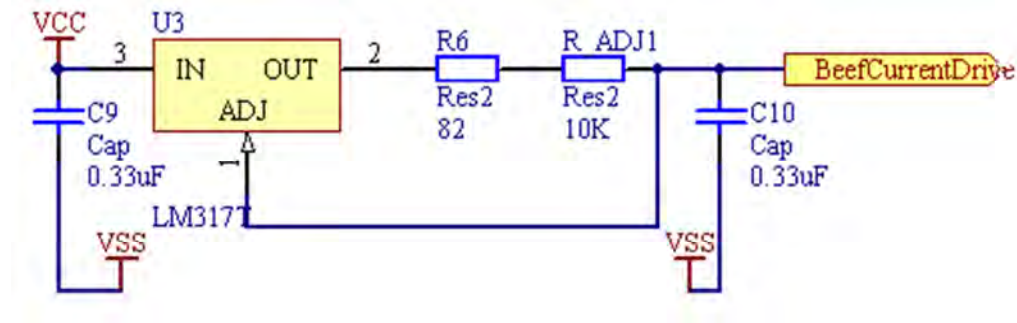 VCC
U3
3
IN
OUT
2
ADJ
1
LM317T
C9
Cap
0.33uF
VSS
R6
Res2
82
R_ADJ1
Res2
10K
BeefCurrentDrive
C10
Cap
0.33uF
VSS